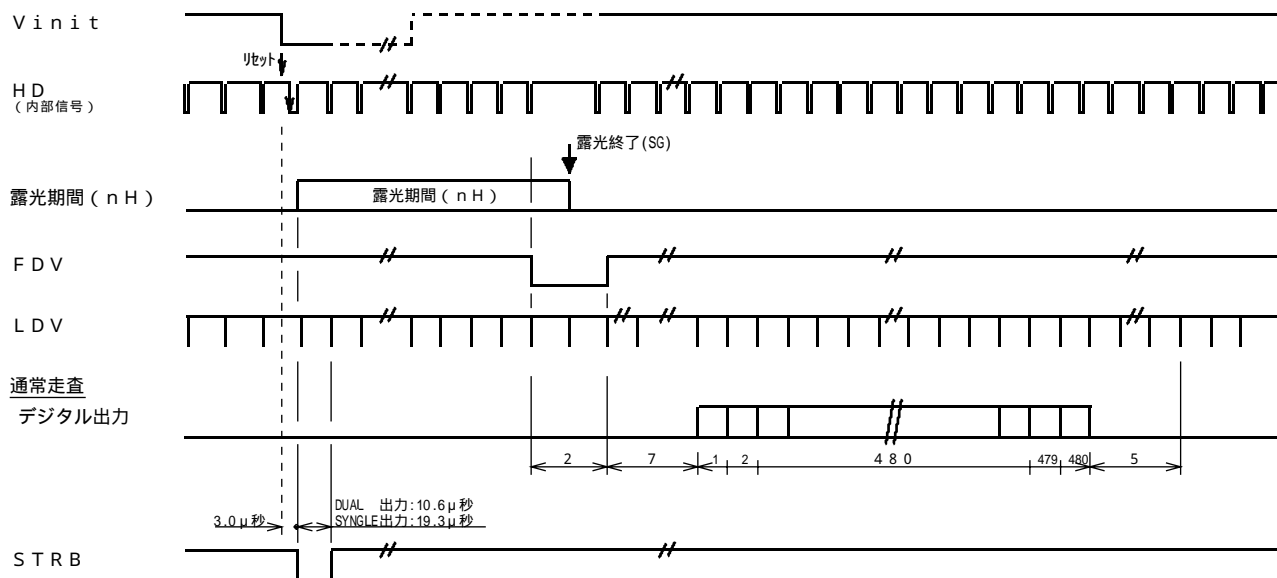 Ｖｉｎｉｔ
ﾘｾｯﾄ
ＨＤ
（内部信号）
露光終了(SG)
露光期間（ｎＨ）
露光期間（ｎＨ）
ＦＤＶ
ＬＤＶ
通常走査
デジタル出力
2
7
1
2
４８０
479
480
5
3.0μ秒
DUAL 出力:10.6μ秒
SYNGLE出力:19.3μ秒
ＳＴＲＢ